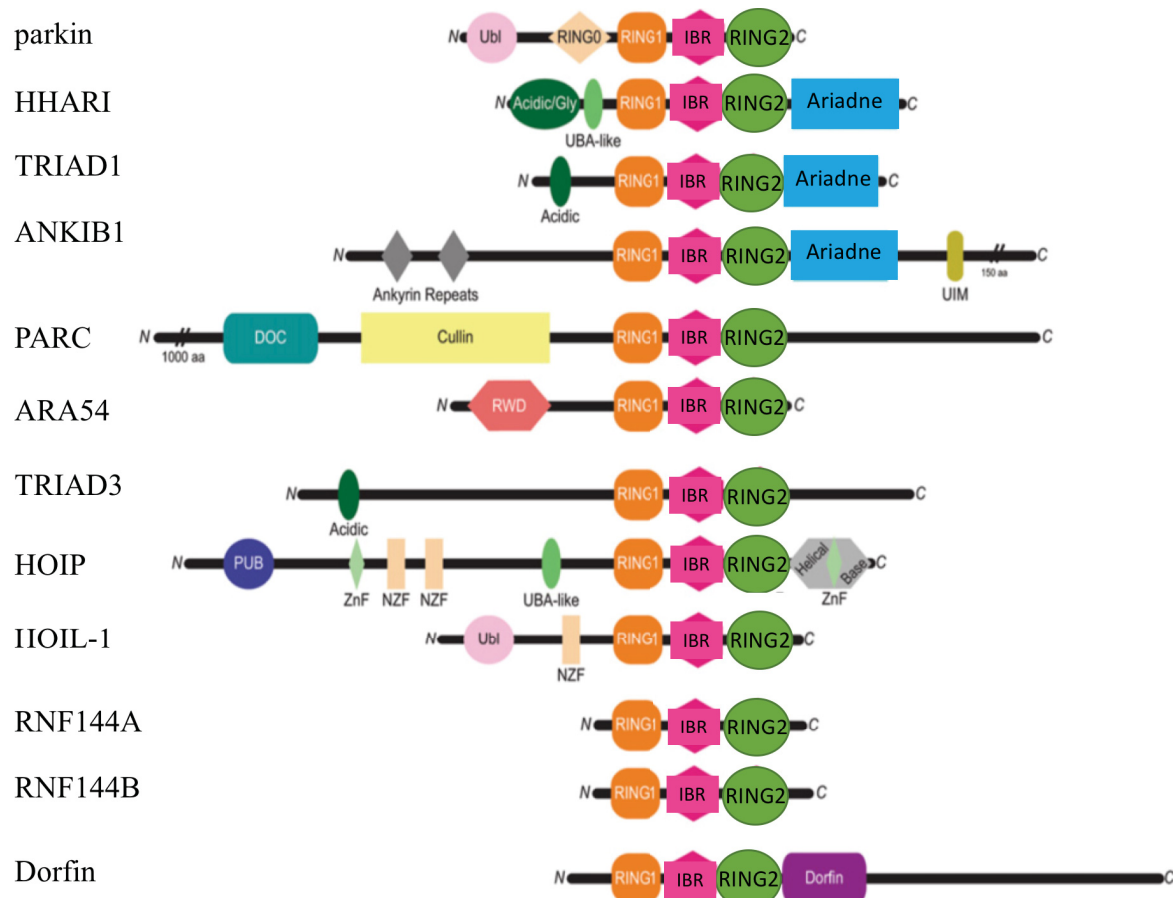 parkin
N Ubl RING0 RING1 IBR RING2 C
HHARI
N Acidic/Gly RING1 IBR RING2 Ariadne C
UBA-like
TRIAD1
N RING1 IBR RING2 Ariadne C
Acidic
ANKIB1
N RING1 IBR RING2 Ariadne C
150 aa
Ankyrin Repeats UIM
PARC
N DOC Cullin RING1 IBR RING2 C
1000 aa
ARA54
N RWD RING1 IBR RING2 C
TRIAD3
N RING1 IBR RING2 C
Acidic
HOIP
N PUB RING1 IBR RING2 Helical Base C
ZnF NZF NZF UBA-like ZnF
HOIL-1
N Ubl RING1 IBR RING2 C
NZF
RNF144A
N RING1 IBR RING2 C
RNF144B
N RING1 IBR RING2 C
Dorfin
N RING1 IBR RING2 Dorfin C